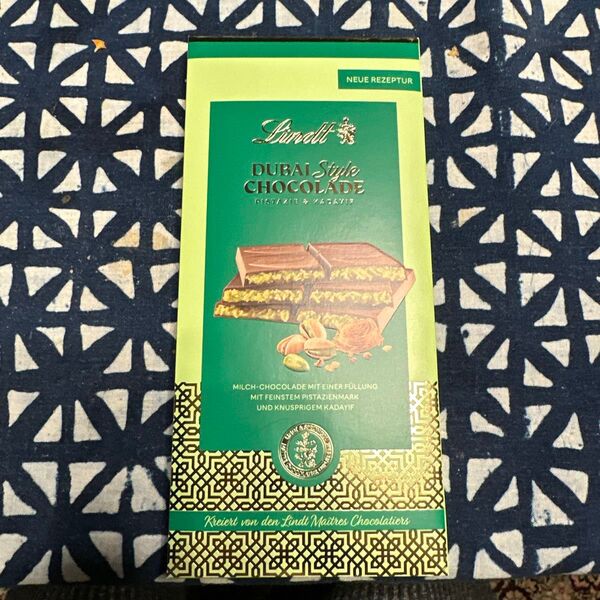 NEUE REZEPTUR
Lindt
DUBAI Style
CHOCOLADE
PISTAZIE & KADAYIF
MILCH-CHOCOLADE MIT EINER FÜLLUNG
MIT FEINSTEM PISTAZIENMARK
UND KNUSPRIGEM KADAYIF
Kreiert von den Lindt Maîtres Chocolatiers